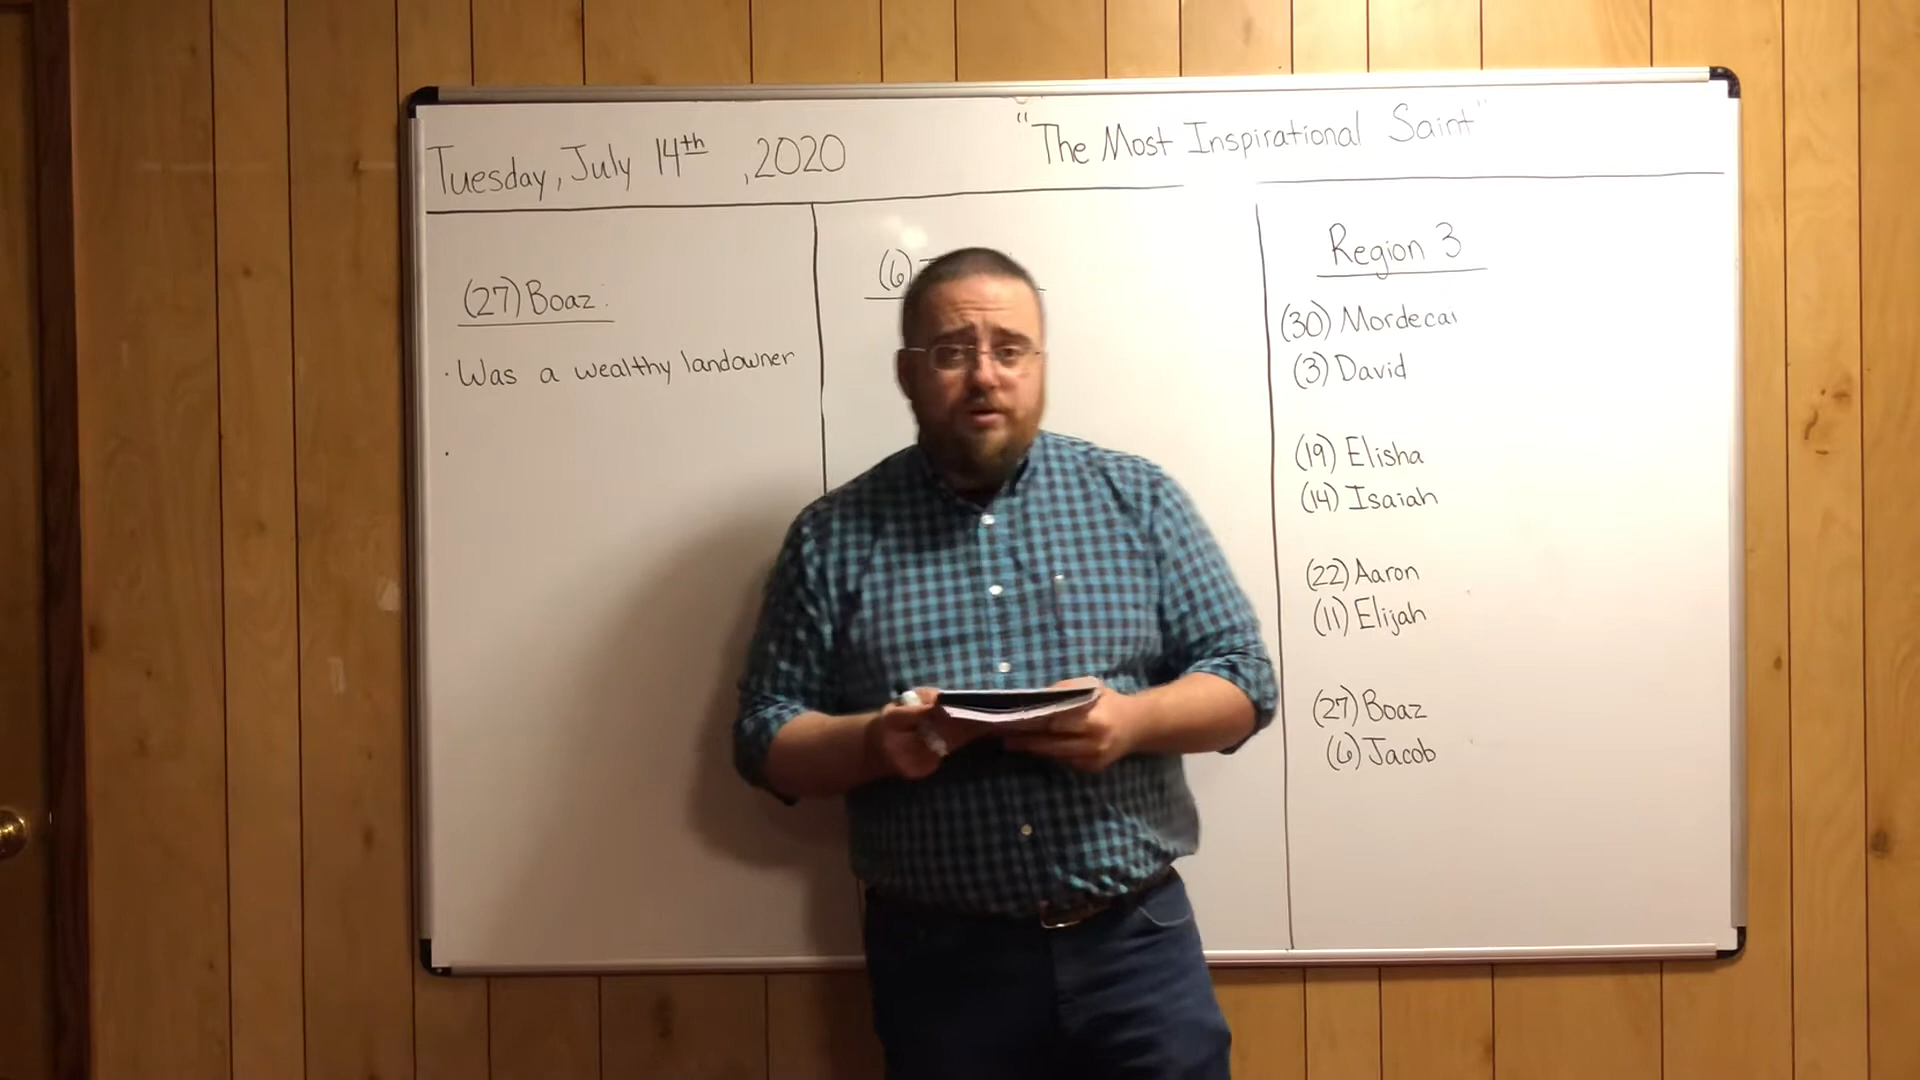 Tuesday, July 14th, 2020
"The Most Inspirational Saint"
(27) Boaz:
· Was a wealthy landowner
·
(6)
Region 3
(30) Mordecai
(3) David
(19) Elisha
(14) Isaiah
(22) Aaron
(11) Elijah
(27) Boaz
(6) Jacob